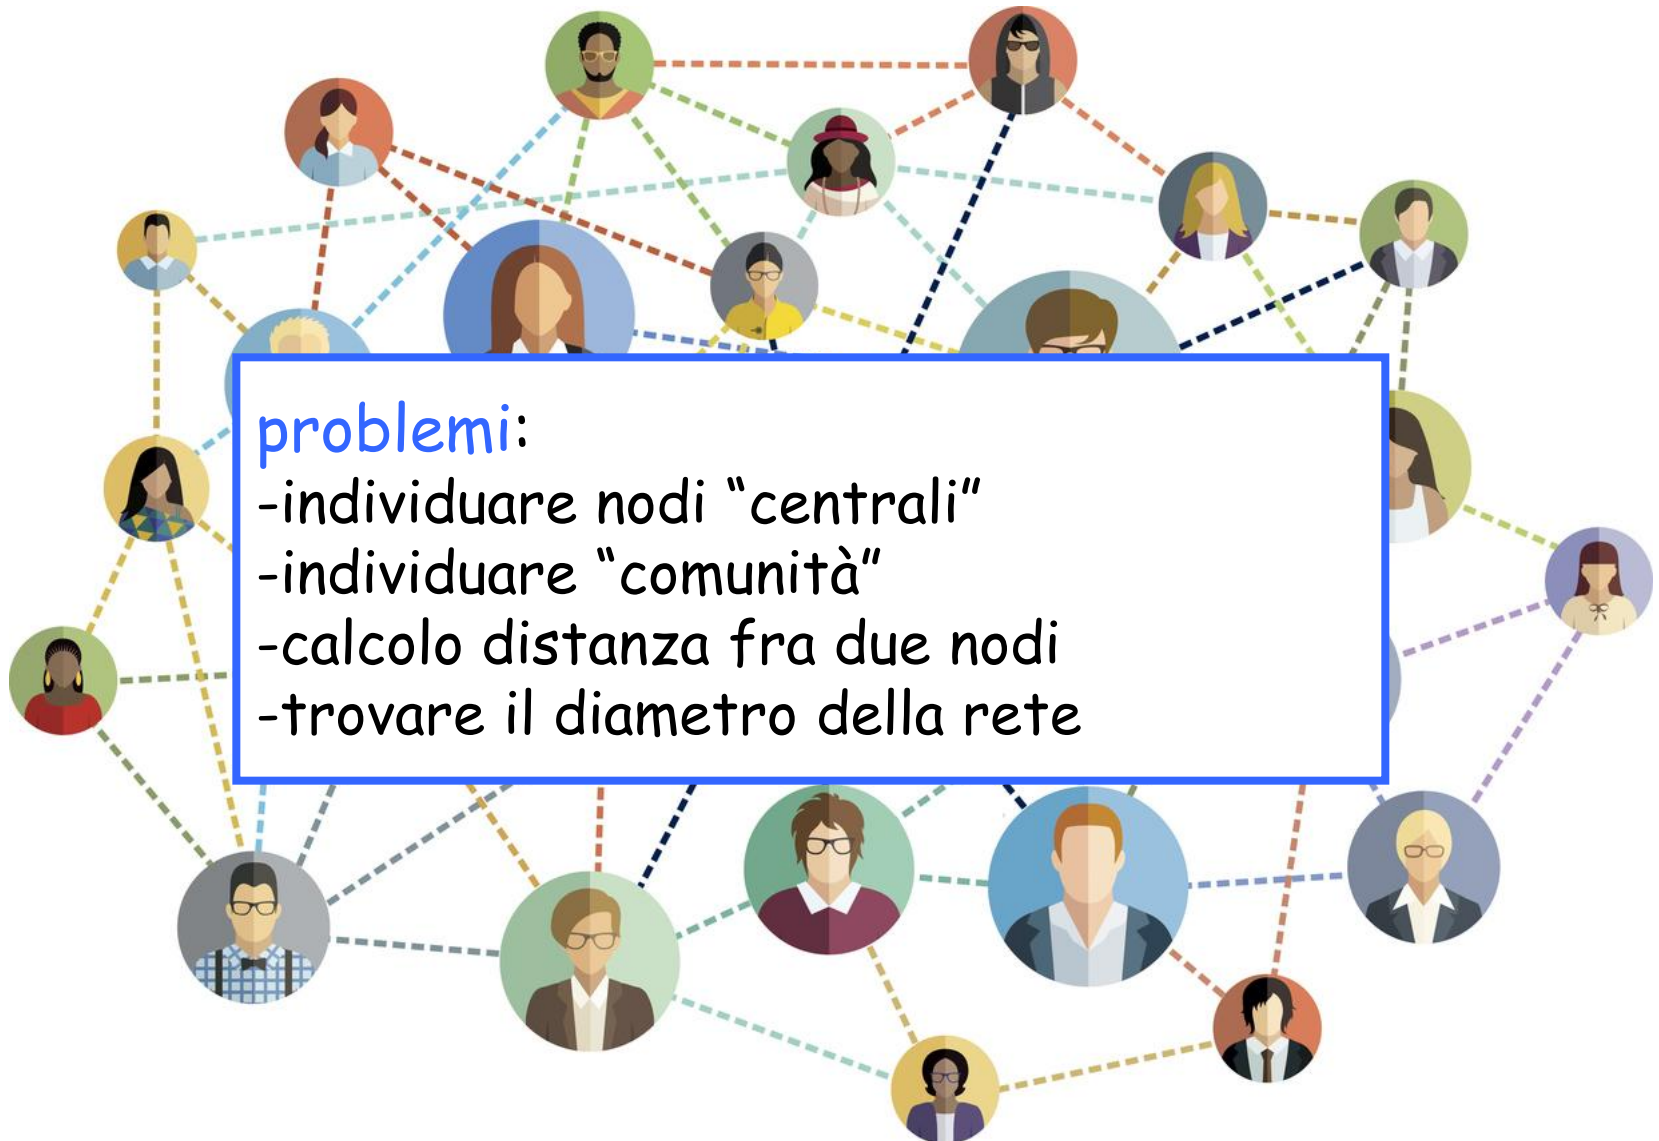 problemi:
-individuare nodi “centrali”
-individuare “comunità”
-calcolo distanza fra due nodi
-trovare il diametro della rete